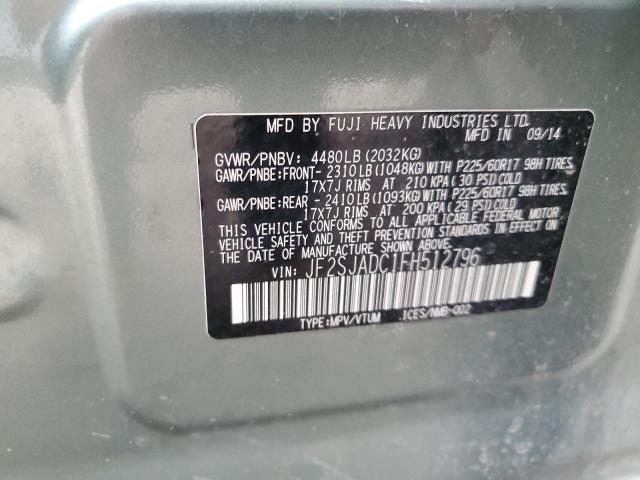 MFD BY FUJI HEAVY INDUSTRIES LTD.
MFD IN 09/14
GVWR/PNBV: 4480LB (2032KG)
GAWR/PNBE:FRONT- 2310LB (1048KG)WITH P225/60R17 98H TIRES,
17X7J RIMS AT 210 KPA (30 PSI) COLD
GAWR/PNBE:REAR - 2410LB (1093KG)WITH P225/60R17 98H TIRES,
17X7J RIMS AT 200 KPA (29 PSI) COLD
THIS VEHICLE CONFORMS TO ALL APPLICABLE FEDERAL MOTOR
VEHICLE SAFETY AND THEFT PREVENTION STANDARDS IN EFFECT ON
THE DATE OF MANUFACTURE SHOWN ABOVE.
VIN: JF2SJADC1FH512796
TYPE:MPV/VTUM ICES/NMB-002